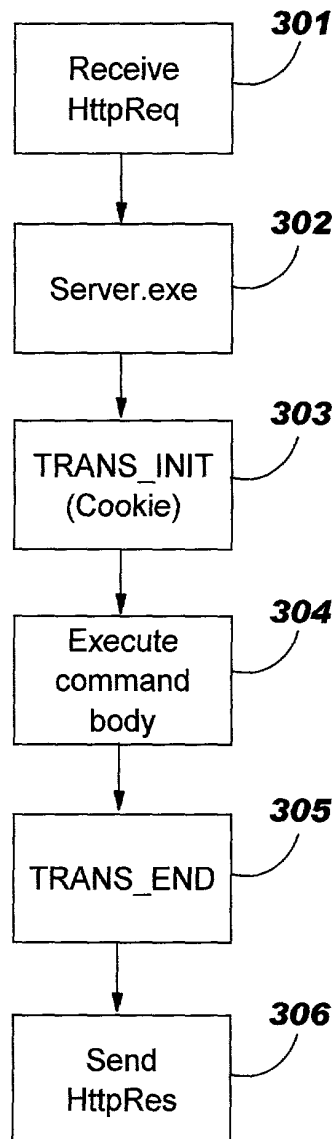 301
Receive
HttpReq
302
Server.exe
303
TRANS_INIT
(Cookie)
304
Execute
command
body
305
TRANS_END
306
Send
HttpRes